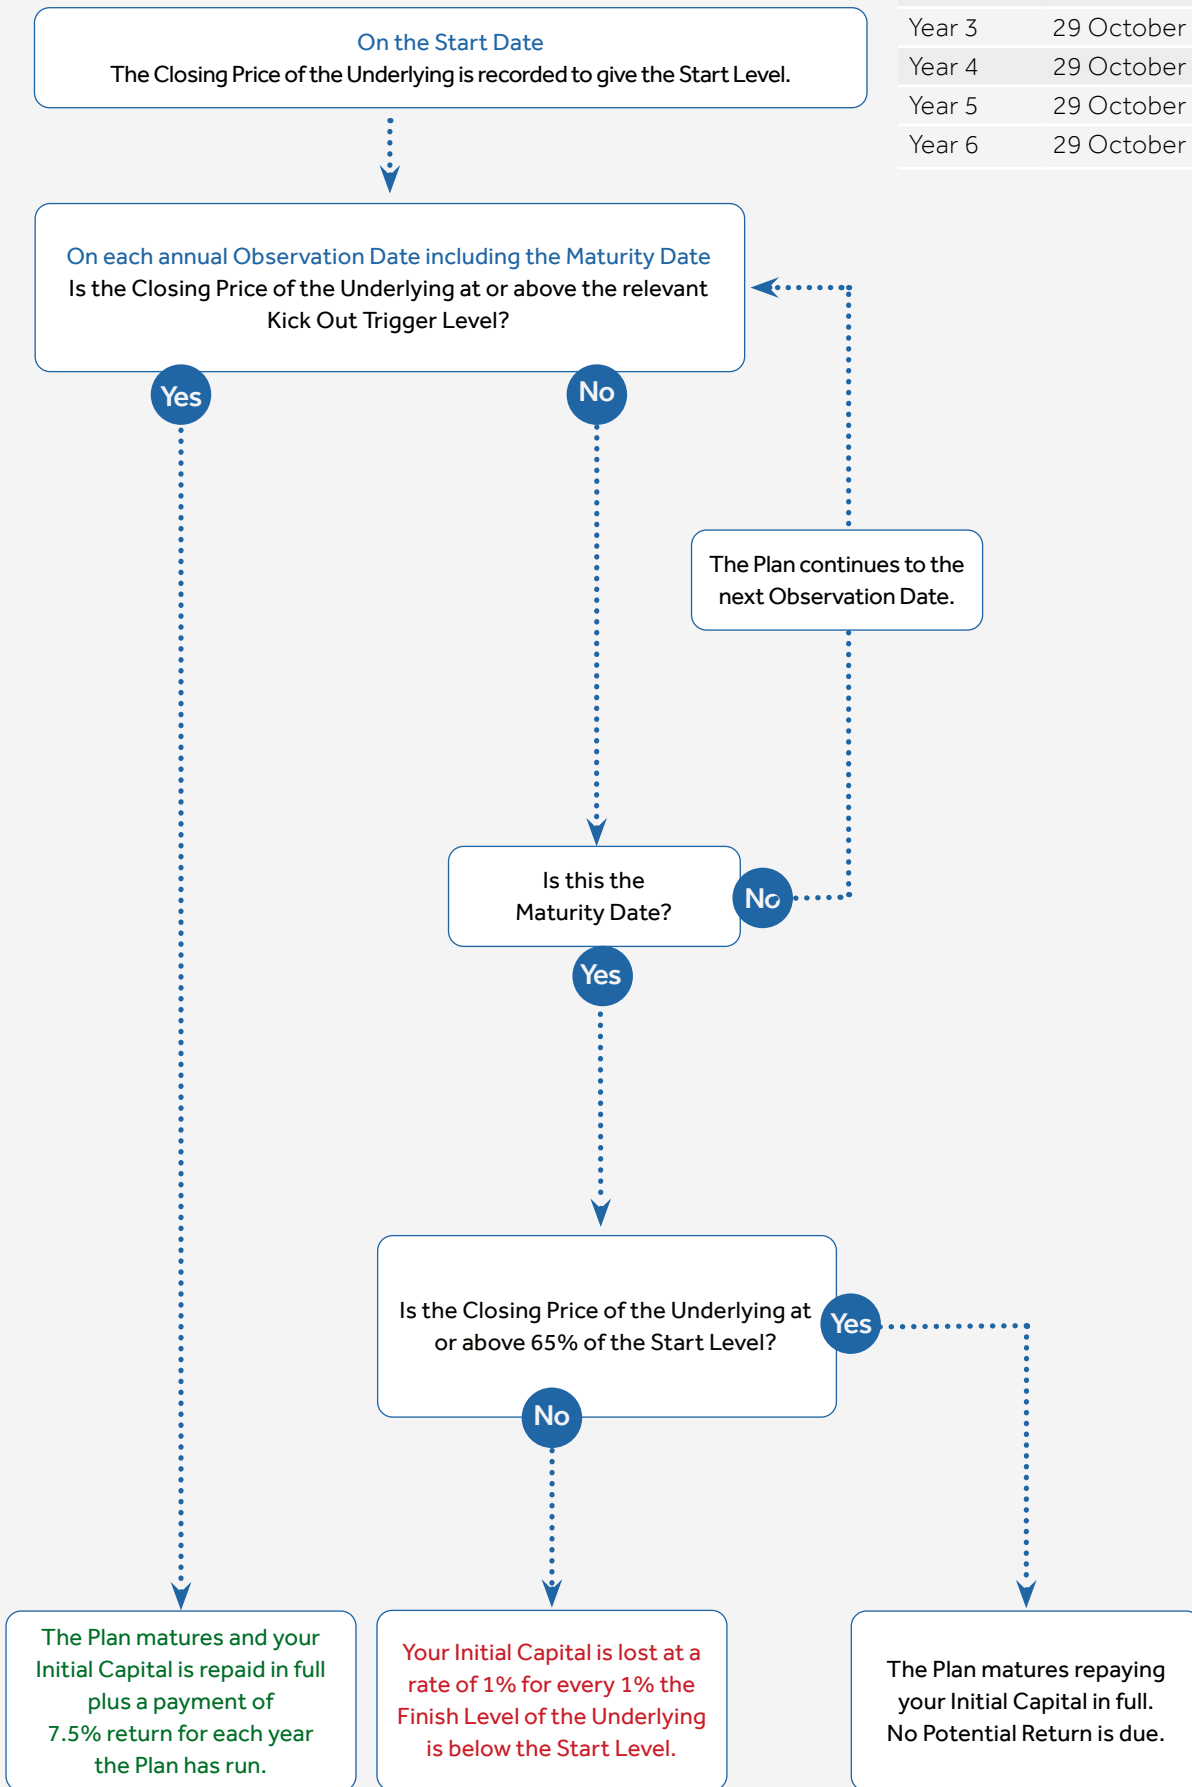 On the Start Date
The Closing Price of the Underlying is recorded to give the Start Level.
Year 3 29 October
Year 4 29 October
Year 5 29 October
Year 6 29 October
On each annual Observation Date including the Maturity Date
Is the Closing Price of the Underlying at or above the relevant
Kick Out Trigger Level?
Yes
No
The Plan continues to the
next Observation Date.
Is this the
Maturity Date?
No
Yes
Is the Closing Price of the Underlying at
or above 65% of the Start Level?
Yes
No
The Plan matures and your
Initial Capital is repaid in full
plus a payment of
7.5% return for each year
the Plan has run.
Your Initial Capital is lost at a
rate of 1% for every 1% the
Finish Level of the Underlying
is below the Start Level.
The Plan matures repaying
your Initial Capital in full.
No Potential Return is due.